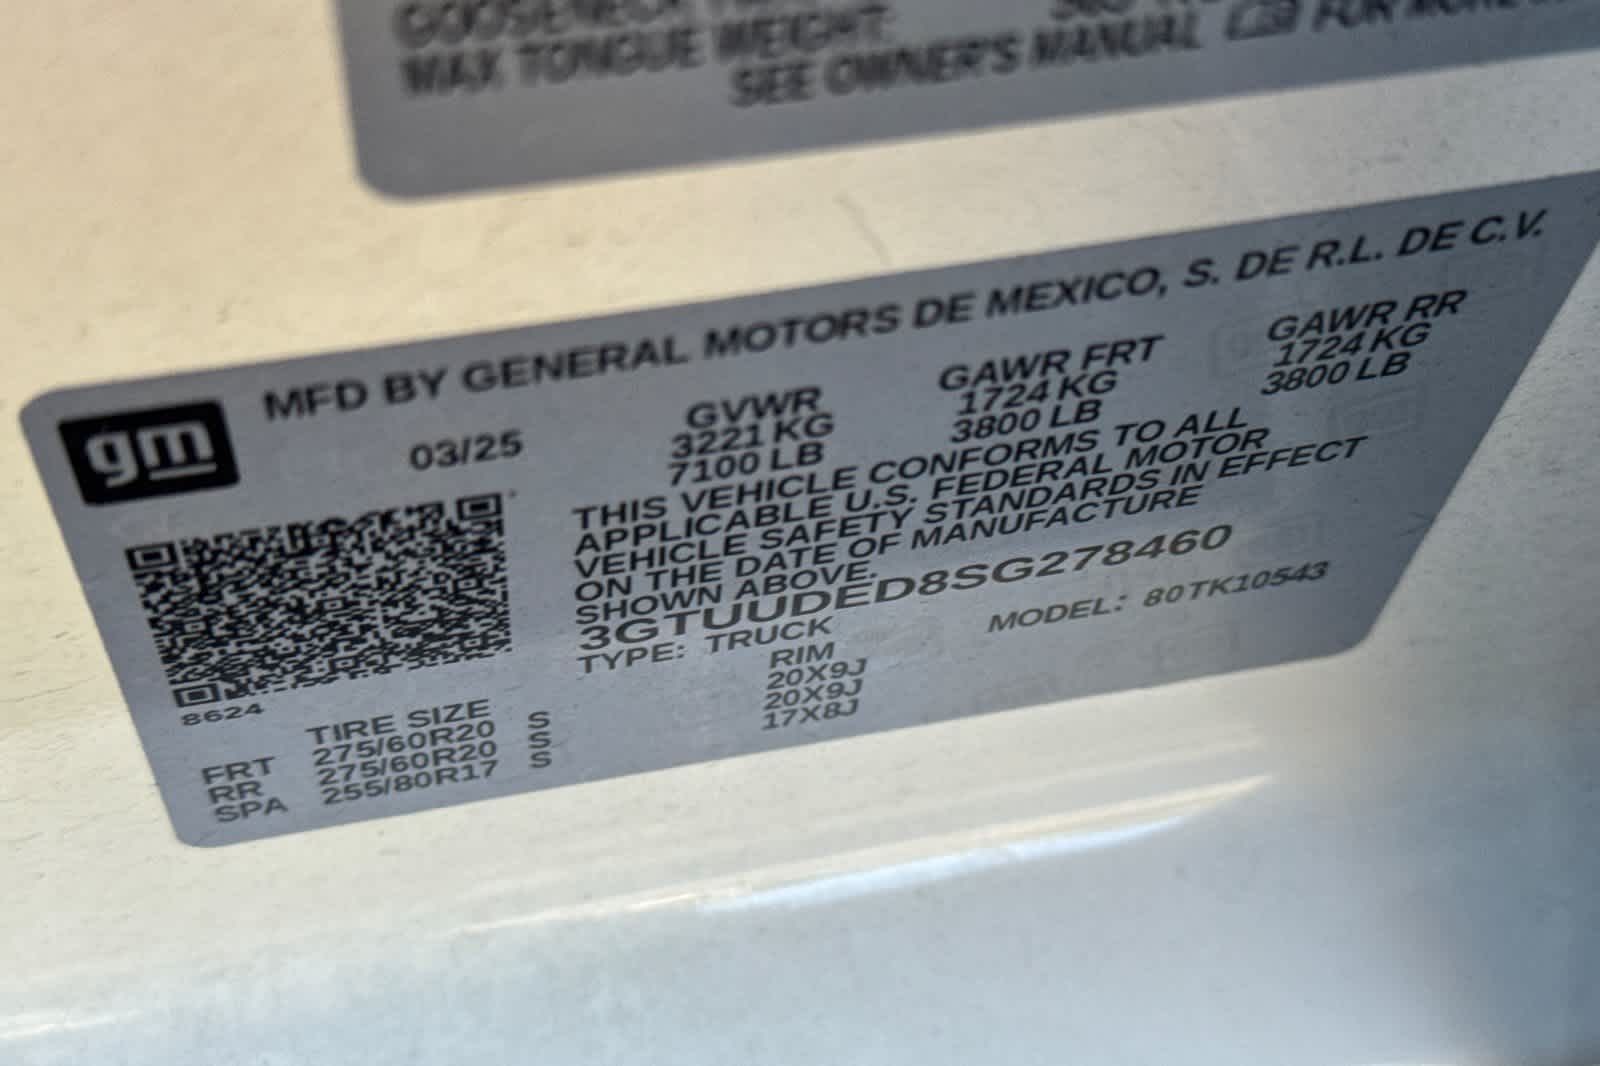 GOOSENECK
MAX TONGUE WEIGHT:
SEE OWNER'S MANUAL FOR MORE
MFD BY GENERAL MOTORS DE MEXICO, S. DE R.L. DE C.V.
gm
03/25
GVWR
3221 KG
7100 LB
GAWR FRT
1724 KG
3800 LB
GAWR RR
1724 KG
3800 LB
THIS VEHICLE CONFORMS TO ALL
APPLICABLE U.S. FEDERAL MOTOR
VEHICLE SAFETY STANDARDS IN EFFECT
ON THE DATE OF MANUFACTURE
SHOWN ABOVE.
3GTUUDED8SG278460
TYPE: TRUCK MODEL: 80TK10543
8624
TIRE SIZE RIM
FRT 275/60R20 S 20X9J
RR 275/60R20 S 20X9J
SPA 255/80R17 S 17X8J